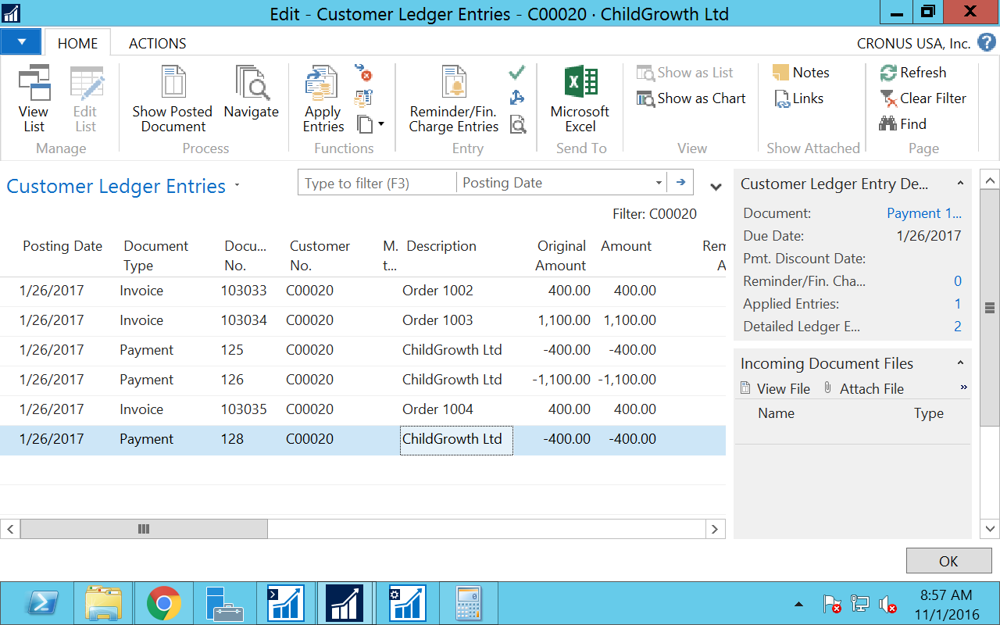 Edit - Customer Ledger Entries - C00020 · ChildGrowth Ltd
HOME ACTIONS CRONUS USA, Inc.
View List
Edit List
Manage
Show Posted Document
Navigate
Process
Apply Entries
Functions
Reminder/Fin. Charge Entries
Entry
Microsoft Excel
Send To
Show as List
Show as Chart
View
Notes
Links
Show Attached
Refresh
Clear Filter
Find
Page
Customer Ledger Entries
Type to filter (F3) Posting Date
Filter: C00020
Posting Date Document Type Docu... No. Customer No. M. t... Description Original Amount Amount Rem A
1/26/2017 Invoice 103033 C00020 Order 1002 400.00 400.00
1/26/2017 Invoice 103034 C00020 Order 1003 1,100.00 1,100.00
1/26/2017 Payment 125 C00020 ChildGrowth Ltd -400.00 -400.00
1/26/2017 Payment 126 C00020 ChildGrowth Ltd -1,100.00 -1,100.00
1/26/2017 Invoice 103035 C00020 Order 1004 400.00 400.00
1/26/2017 Payment 128 C00020 ChildGrowth Ltd -400.00 -400.00
Customer Ledger Entry De...
Document: Payment 1...
Due Date: 1/26/2017
Pmt. Discount Date:
Reminder/Fin. Cha... 0
Applied Entries: 1
Detailed Ledger E... 2
Incoming Document Files
View File Attach File »
Name Type
OK
8:57 AM
11/1/2016